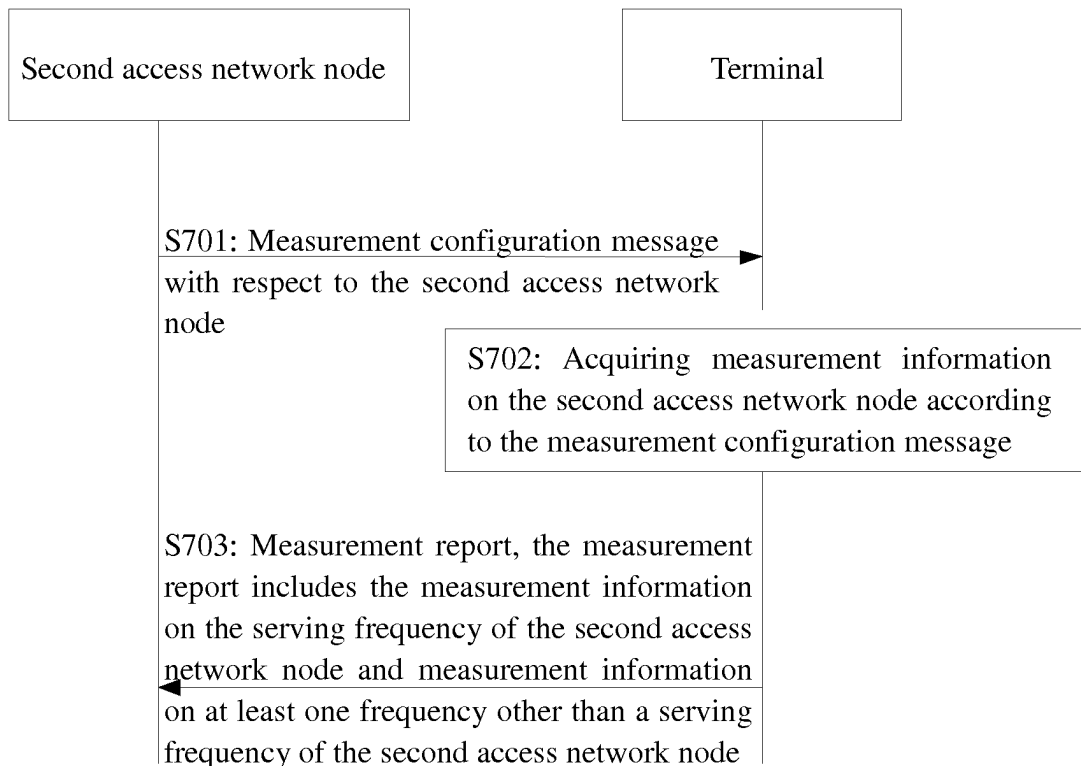 Second access network node
Terminal
S701: Measurement configuration message
with respect to the second access network
node
S702: Acquiring measurement information
on the second access network node according
to the measurement configuration message
S703: Measurement report, the measurement
report includes the measurement information
on the serving frequency of the second access
network node and measurement information
on at least one frequency other than a serving
frequency of the second access network node